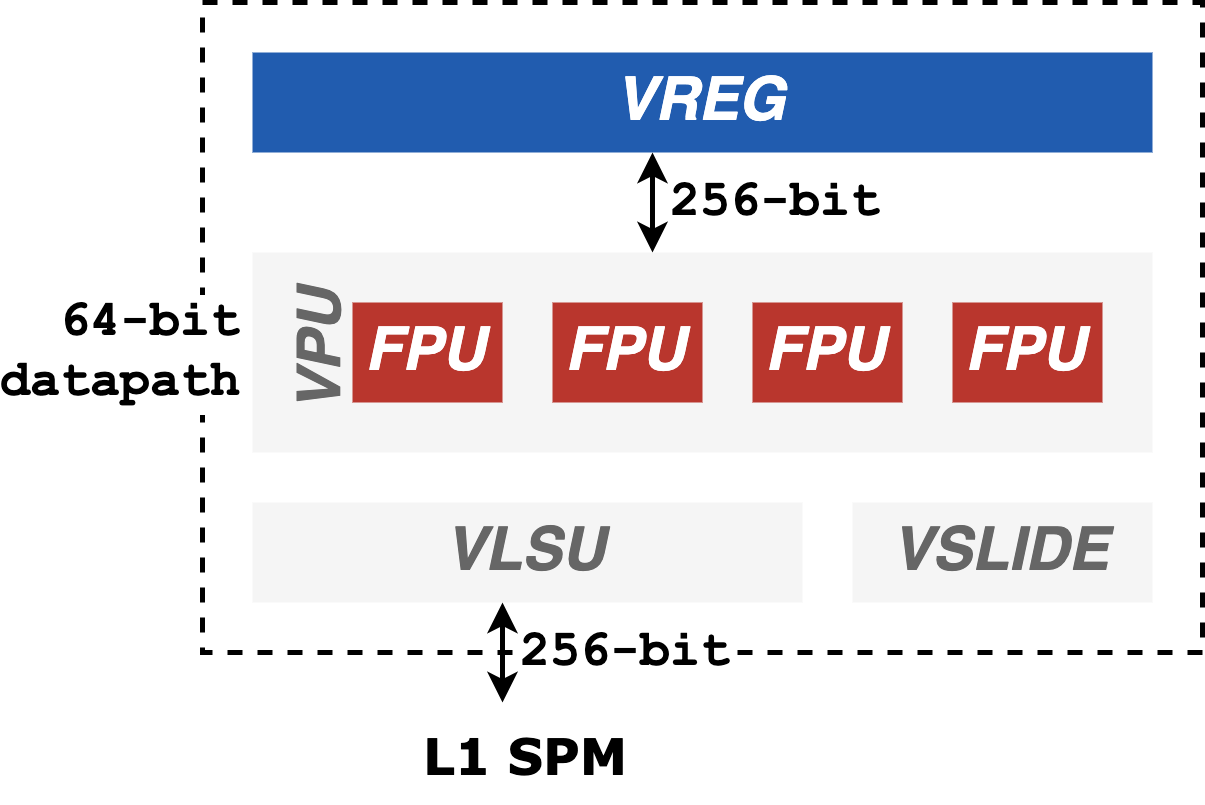 VREG
256-bit
64-bit
datapath
VPU
FPU
FPU
FPU
FPU
VLSU
VSLIDE
256-bit
L1 SPM